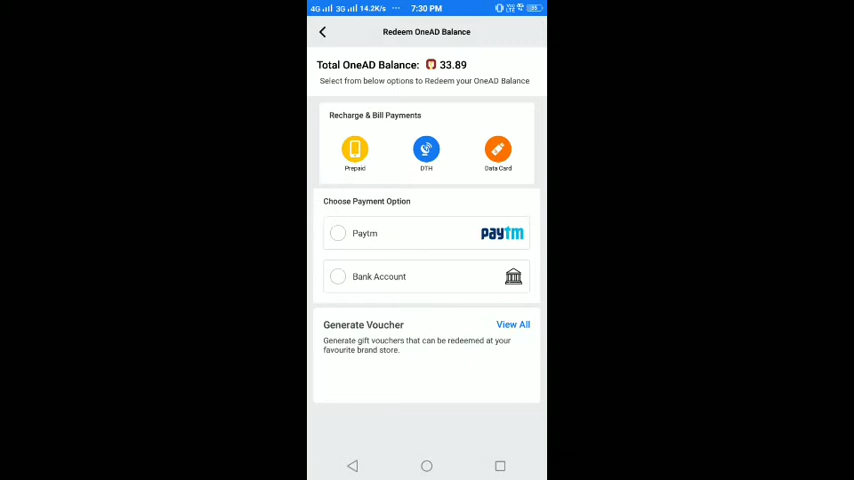 4G 3G 14.2K/s ··· 7:30 PM
Redeem OneAD Balance
Total OneAD Balance: 33.89
Select from below options to Redeem your OneAD Balance
Recharge & Bill Payments
Prepaid DTH Data Card
Choose Payment Option
Paytm paytm
Bank Account
Generate Voucher View All
Generate gift vouchers that can be redeemed at your
favourite brand store.